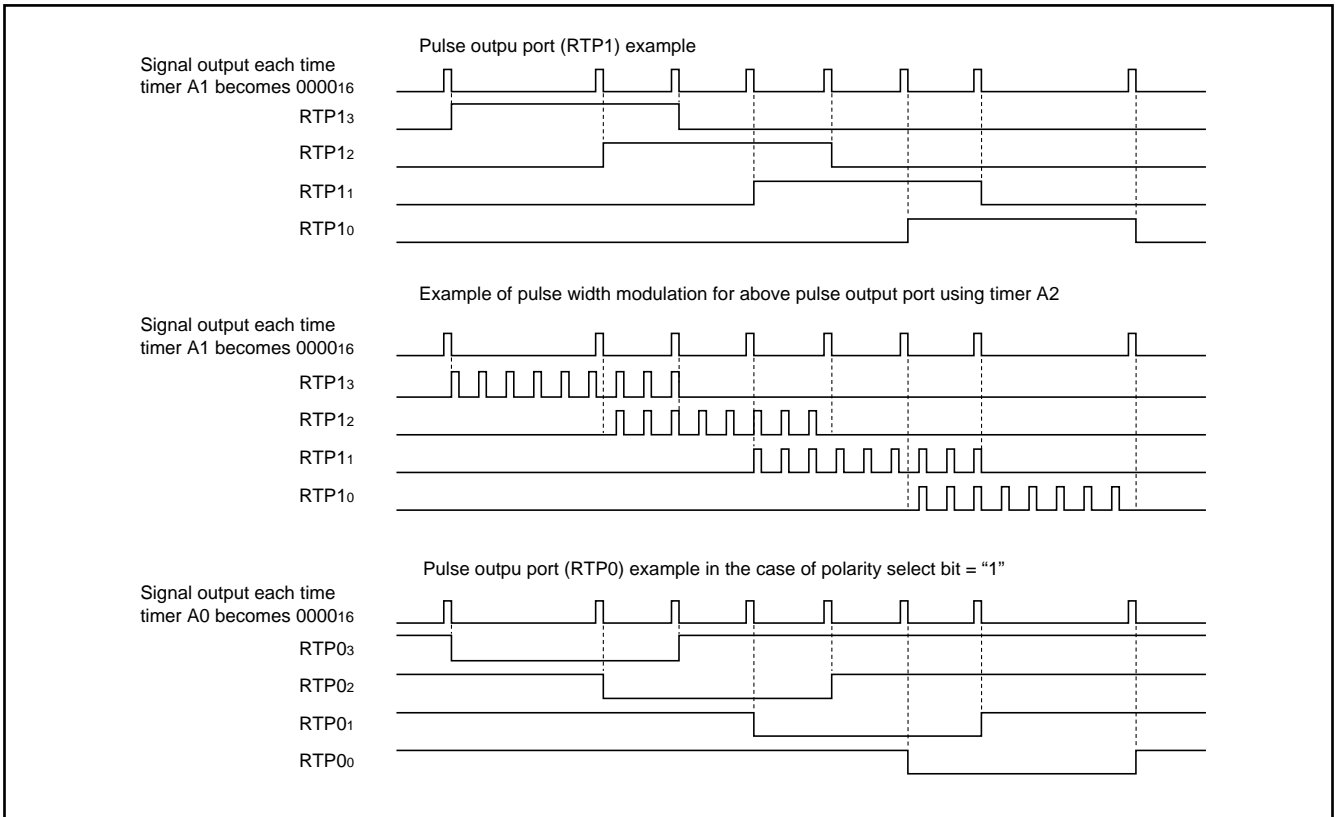 Pulse outpu port (RTP1) example
Signal output each time
timer A1 becomes 0000₁₆
RTP1₃
RTP1₂
RTP1₁
RTP1₀
Example of pulse width modulation for above pulse output port using timer A2
Signal output each time
timer A1 becomes 0000₁₆
RTP1₃
RTP1₂
RTP1₁
RTP1₀
Pulse outpu port (RTP0) example in the case of polarity select bit = “1”
Signal output each time
timer A0 becomes 0000₁₆
RTP0₃
RTP0₂
RTP0₁
RTP0₀